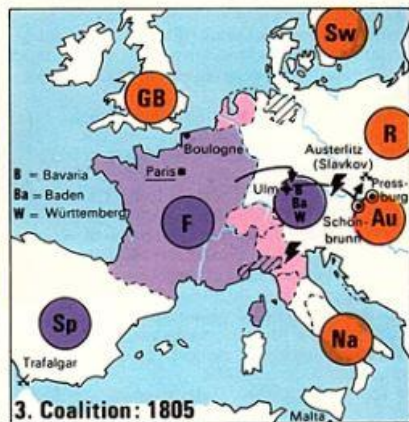 Sw
GB
R
Boulogne
Austerlitz
(Slavkov)
B = Bavaria
Ba = Baden
W = Württemberg
Paris
Ulm
B
Ba
W
Press-
burg
Au
Schön-
brunn
F
Sp
Na
Trafalgar
3. Coalition: 1805
Malta